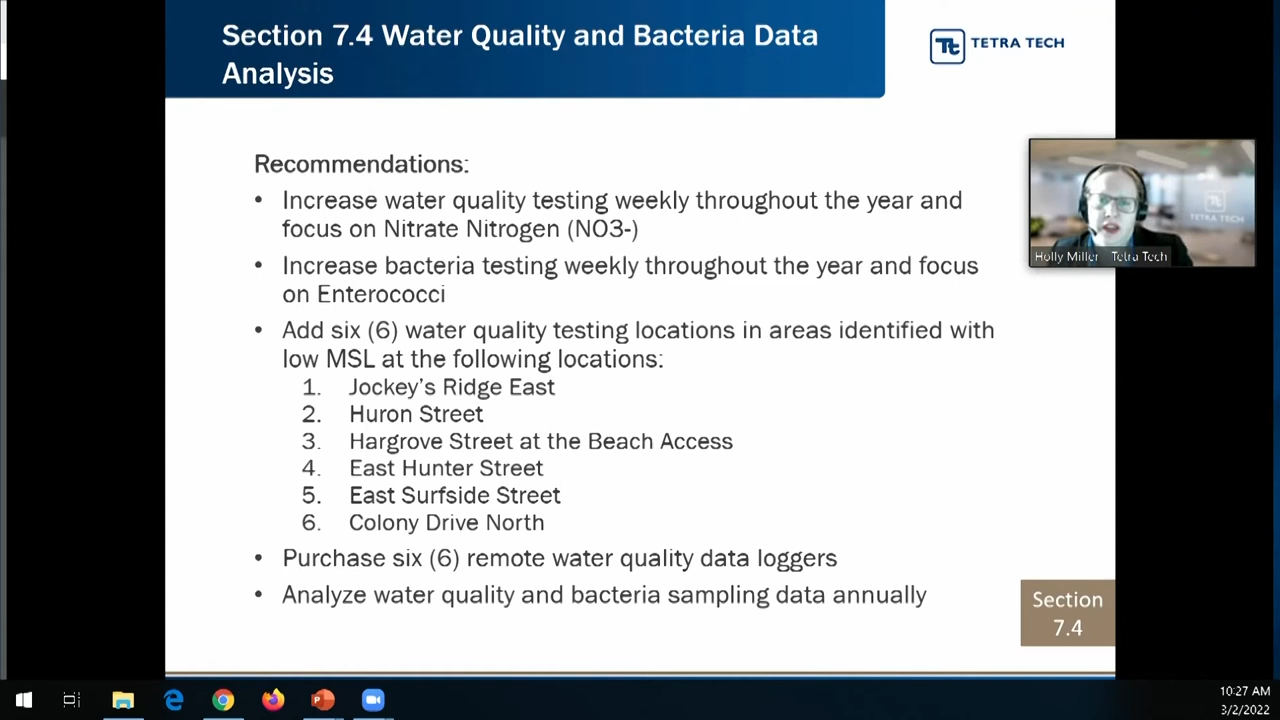 Section 7.4 Water Quality and Bacteria Data
Analysis
TETRA TECH
Recommendations:
• Increase water quality testing weekly throughout the year and
focus on Nitrate Nitrogen (NO3-)
• Increase bacteria testing weekly throughout the year and focus
on Enterococci
• Add six (6) water quality testing locations in areas identified with
low MSL at the following locations:
1. Jockey's Ridge East
2. Huron Street
3. Hargrove Street at the Beach Access
4. East Hunter Street
5. East Surfside Street
6. Colony Drive North
• Purchase six (6) remote water quality data loggers
• Analyze water quality and bacteria sampling data annually
TETRA TECH
Holly Miller - Tetra Tech
Section
7.4
10:27 AM
3/2/2022